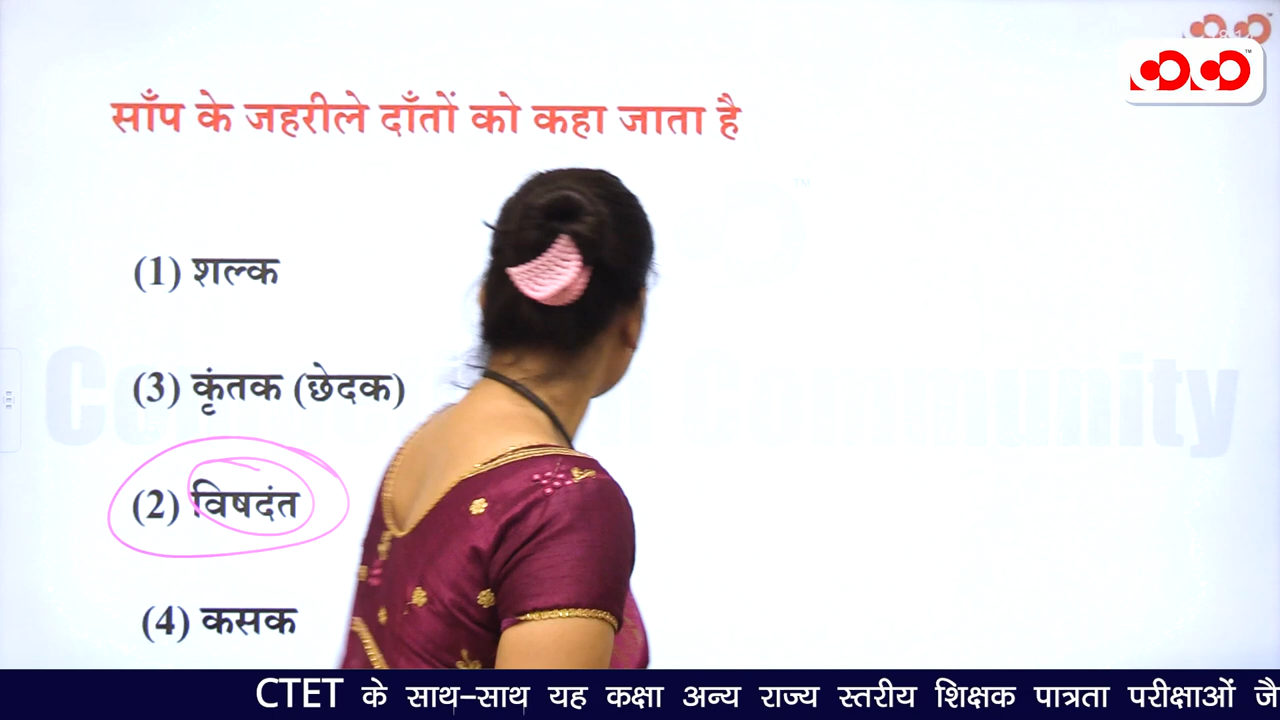 साँप के जहरीले दाँतों को कहा जाता है
(1) शल्क
(3) कृंतक (छेदक)
(2) विषदंत
(4) कसक
CTET के साथ-साथ यह कक्षा अन्य राज्य स्तरीय शिक्षक पात्रता परीक्षाओं जै